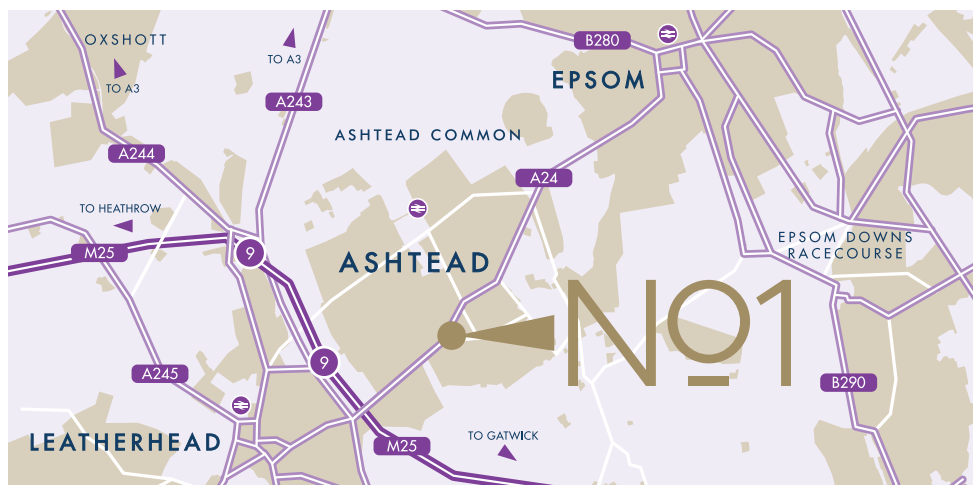 OXSHOTT
TO A3
TO A3
B280
EPSOM
A243
ASHTEAD COMMON
A244
A24
TO HEATHROW
M25
9
ASHTEAD
EPSOM DOWNS
RACECOURSE
No1
9
A245
B290
LEATHERHEAD
M25
TO GATWICK